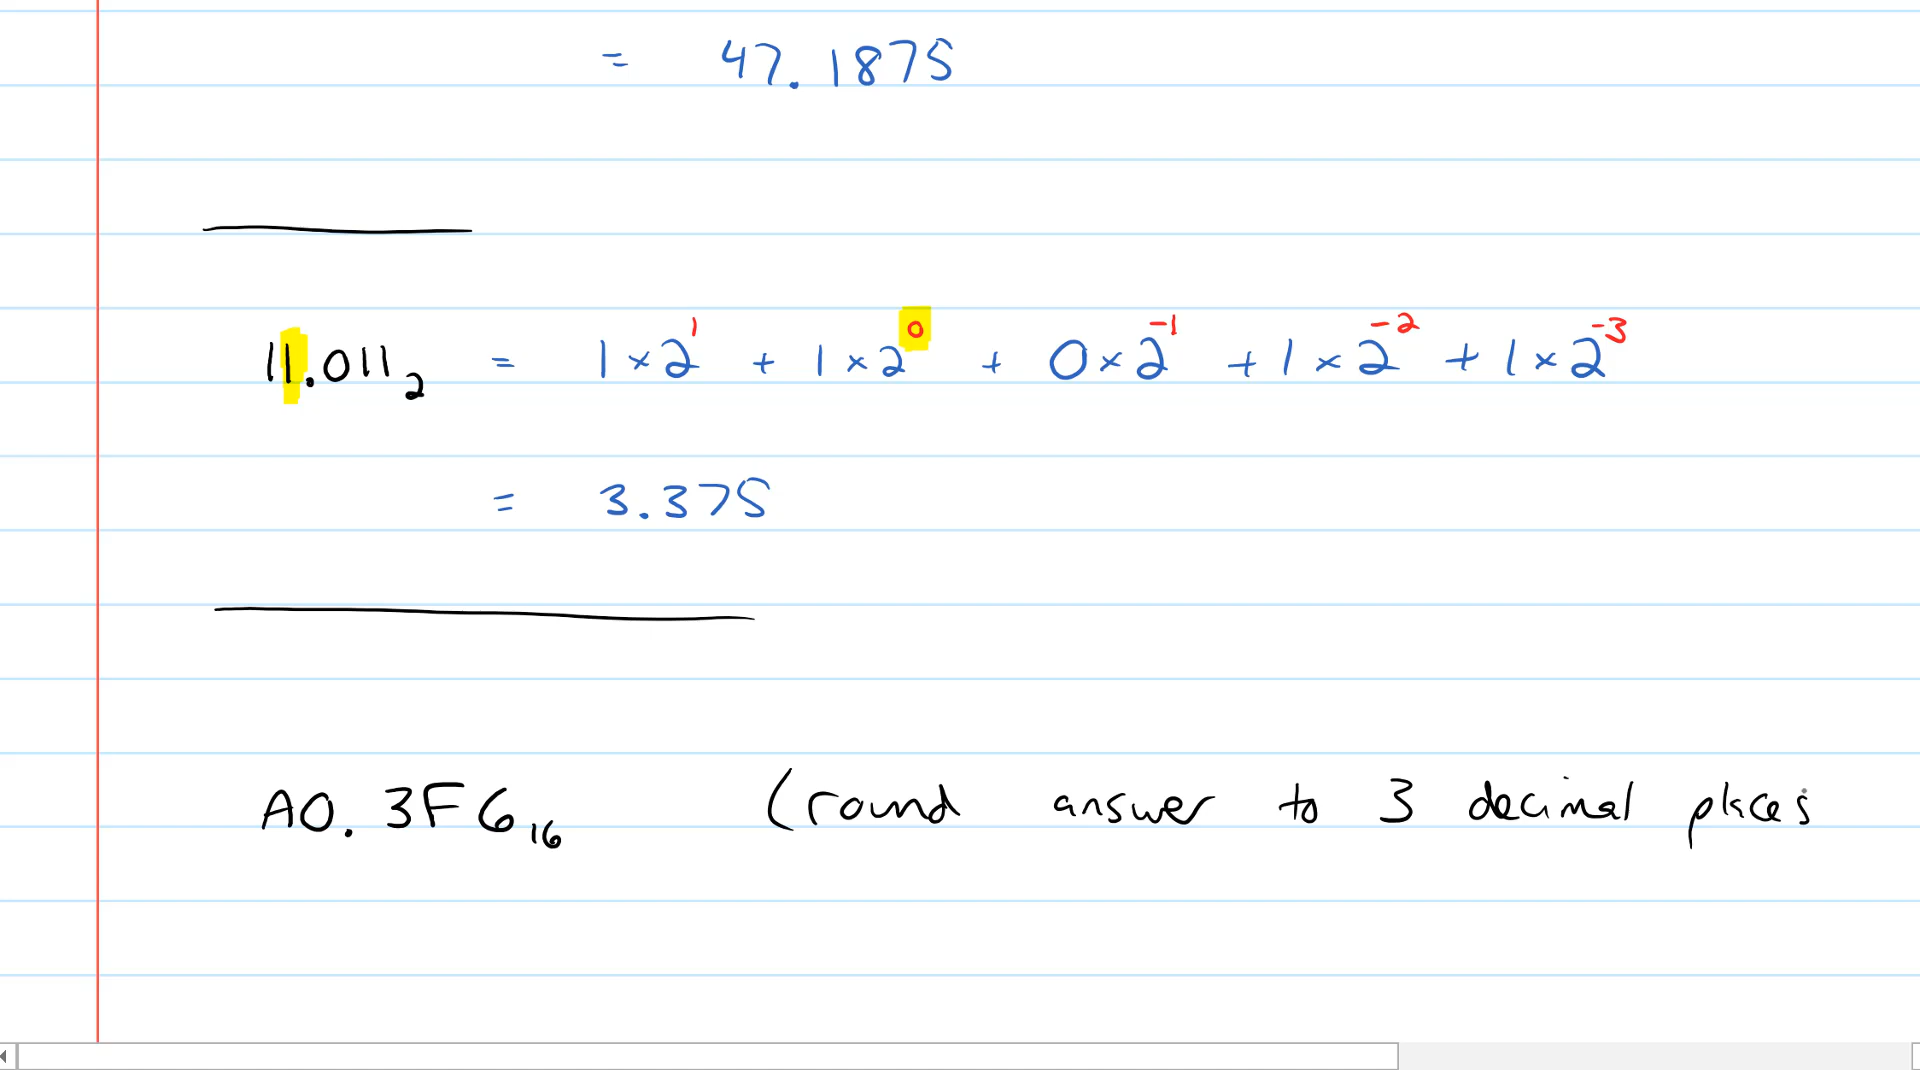 = 47.1875
11.011₂ = 1 × 2¹ + 1 × 2⁰ + 0 × 2⁻¹ + 1 × 2⁻² + 1 × 2⁻³
= 3.375
A0.3F6₁₆ (round answer to 3 decimal places